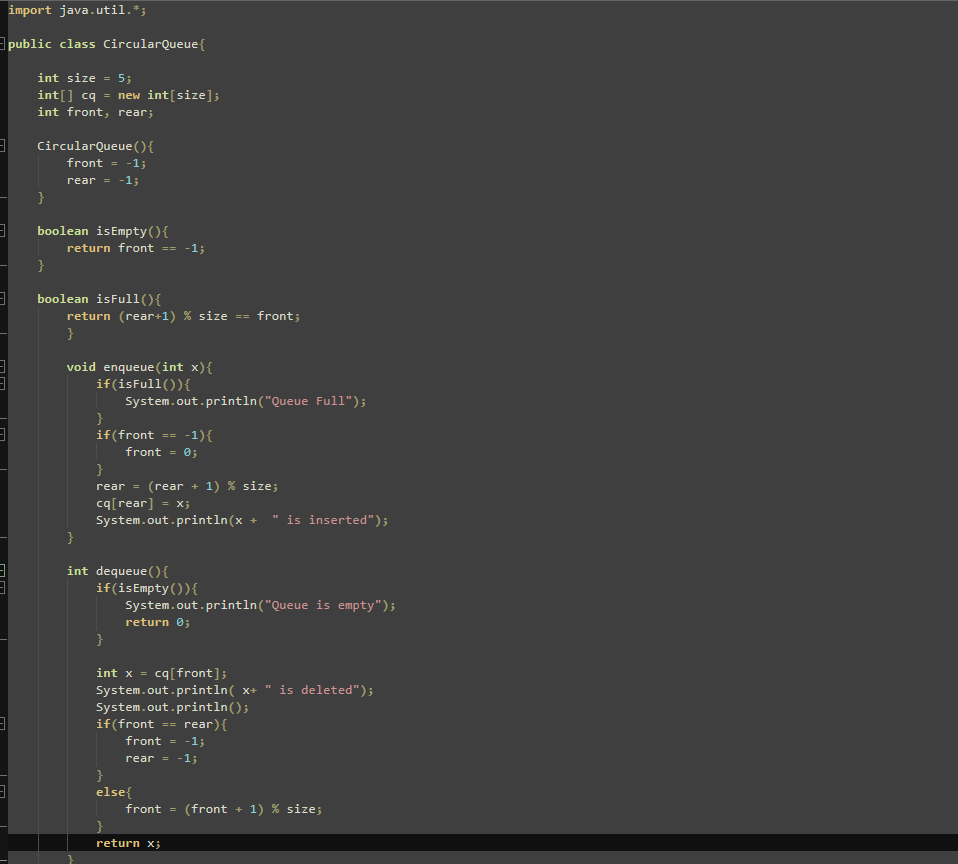 import java.util.*;
public class CircularQueue{
int size = 5;
int[] cq = new int[size];
int front, rear;
CircularQueue(){
front = -1;
rear = -1;
}
boolean isEmpty(){
return front == -1;
}
boolean isFull(){
return (rear+1) % size == front;
}
void enqueue(int x){
if(isFull()){
System.out.println("Queue Full");
}
if(front == -1){
front = 0;
}
rear = (rear + 1) % size;
cq[rear] = x;
System.out.println(x +  " is inserted");
}
int dequeue(){
if(isEmpty()){
System.out.println("Queue is empty");
return 0;
}
int x = cq[front];
System.out.println( x+ " is deleted");
System.out.println();
if(front == rear){
front = -1;
rear = -1;
}
else{
front = (front + 1) % size;
}
return x;
}